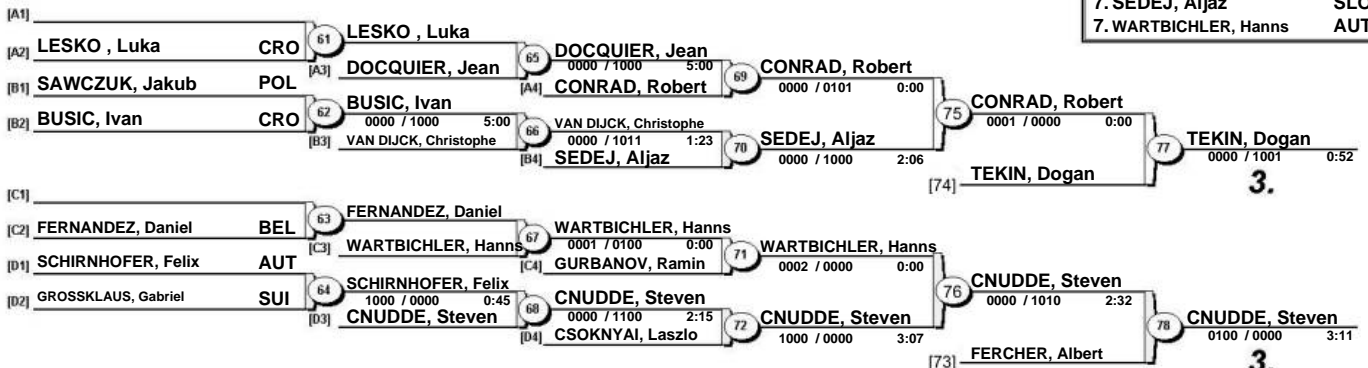 7. SEDEJ, Aljaz SLO
7. WARTBICHLER, Hanns AUT
[A1]
[A2] LESKO , Luka CRO
61
LESKO , Luka
[A3] DOCQUIER, Jean
65
DOCQUIER, Jean
0000 / 1000 5:00
[A4] CONRAD, Robert
69
CONRAD, Robert
0000 / 0101 0:00
[B1] SAWCZUK, Jakub POL
[B2] BUSIC, Ivan CRO
62
BUSIC, Ivan
0000 / 1000 5:00
[B3] VAN DIJCK, Christophe
66
VAN DIJCK, Christophe
0000 / 1011 1:23
[B4] SEDEJ, Aljaz
70
SEDEJ, Aljaz
0000 / 1000 2:06
75
CONRAD, Robert
0001 / 0000 0:00
[74] TEKIN, Dogan
77
TEKIN, Dogan
0000 / 1001 0:52
3.
[C1]
[C2] FERNANDEZ, Daniel BEL
63
FERNANDEZ, Daniel
[C3] WARTBICHLER, Hanns
67
WARTBICHLER, Hanns
0001 / 0100 0:00
[C4] GURBANOV, Ramin
71
WARTBICHLER, Hanns
0002 / 0000 0:00
[D1] SCHIRNHOFER, Felix AUT
[D2] GROSSKLAUS, Gabriel SUI
64
SCHIRNHOFER, Felix
1000 / 0000 0:45
[D3] CNUDDE, Steven
68
CNUDDE, Steven
0000 / 1100 2:15
[D4] CSOKNYAI, Laszlo
72
CNUDDE, Steven
1000 / 0000 3:07
76
CNUDDE, Steven
0000 / 1010 2:32
[73] FERCHER, Albert
78
CNUDDE, Steven
0100 / 0000 3:11
3.